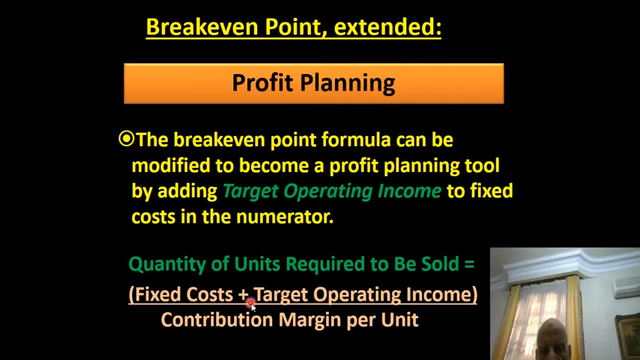 Breakeven Point, extended:
Profit Planning
The breakeven point formula can be
modified to become a profit planning tool
by adding Target Operating Income to fixed
costs in the numerator.
Quantity of Units Required to Be Sold =
(Fixed Costs + Target Operating Income)
Contribution Margin per Unit